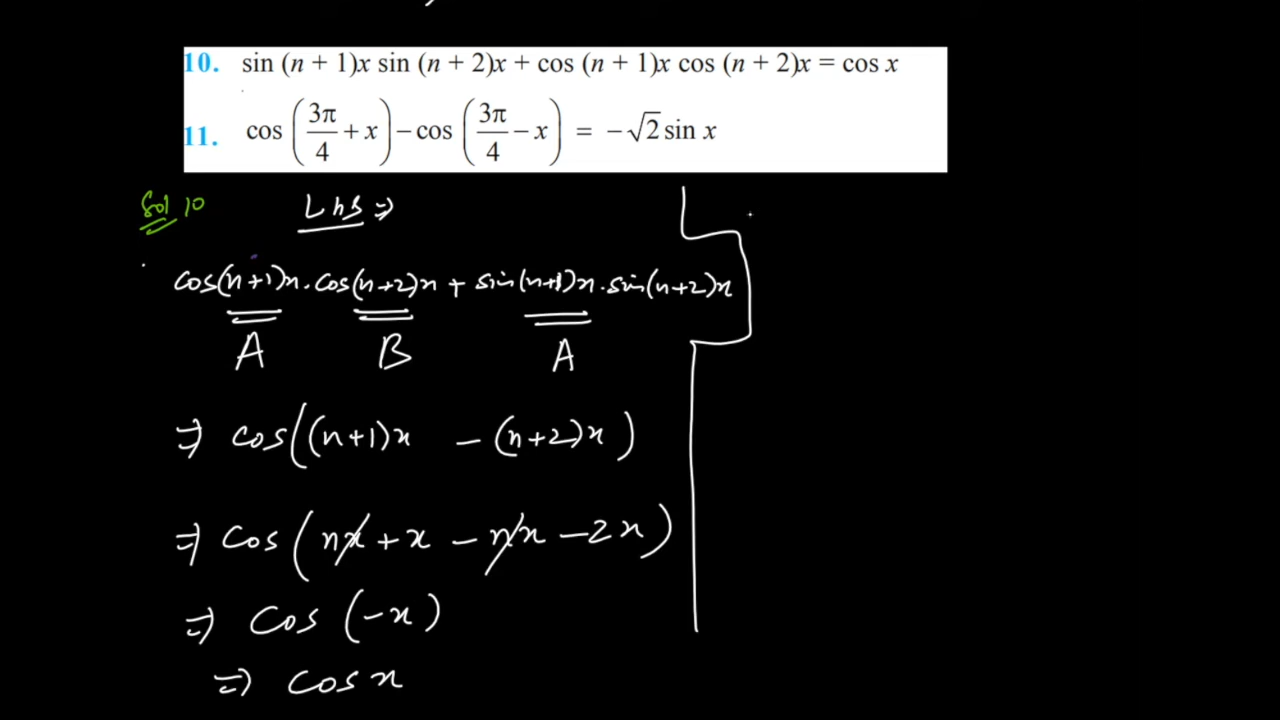 10. sin (n + 1)x sin (n + 2)x + cos (n + 1)x cos (n + 2)x = cos x
11. cos (3π/4 + x) − cos (3π/4 − x) = −√2 sin x
Sol 10
Lhs ⇒
cos(n+1)x . cos(n+2)x + sin(n+1)x . sin(n+2)x
A B A
⇒ cos((n+1)x − (n+2)x)
⇒ cos(nx + x − nx − 2x)
⇒ cos(−x)
⇒ cos x